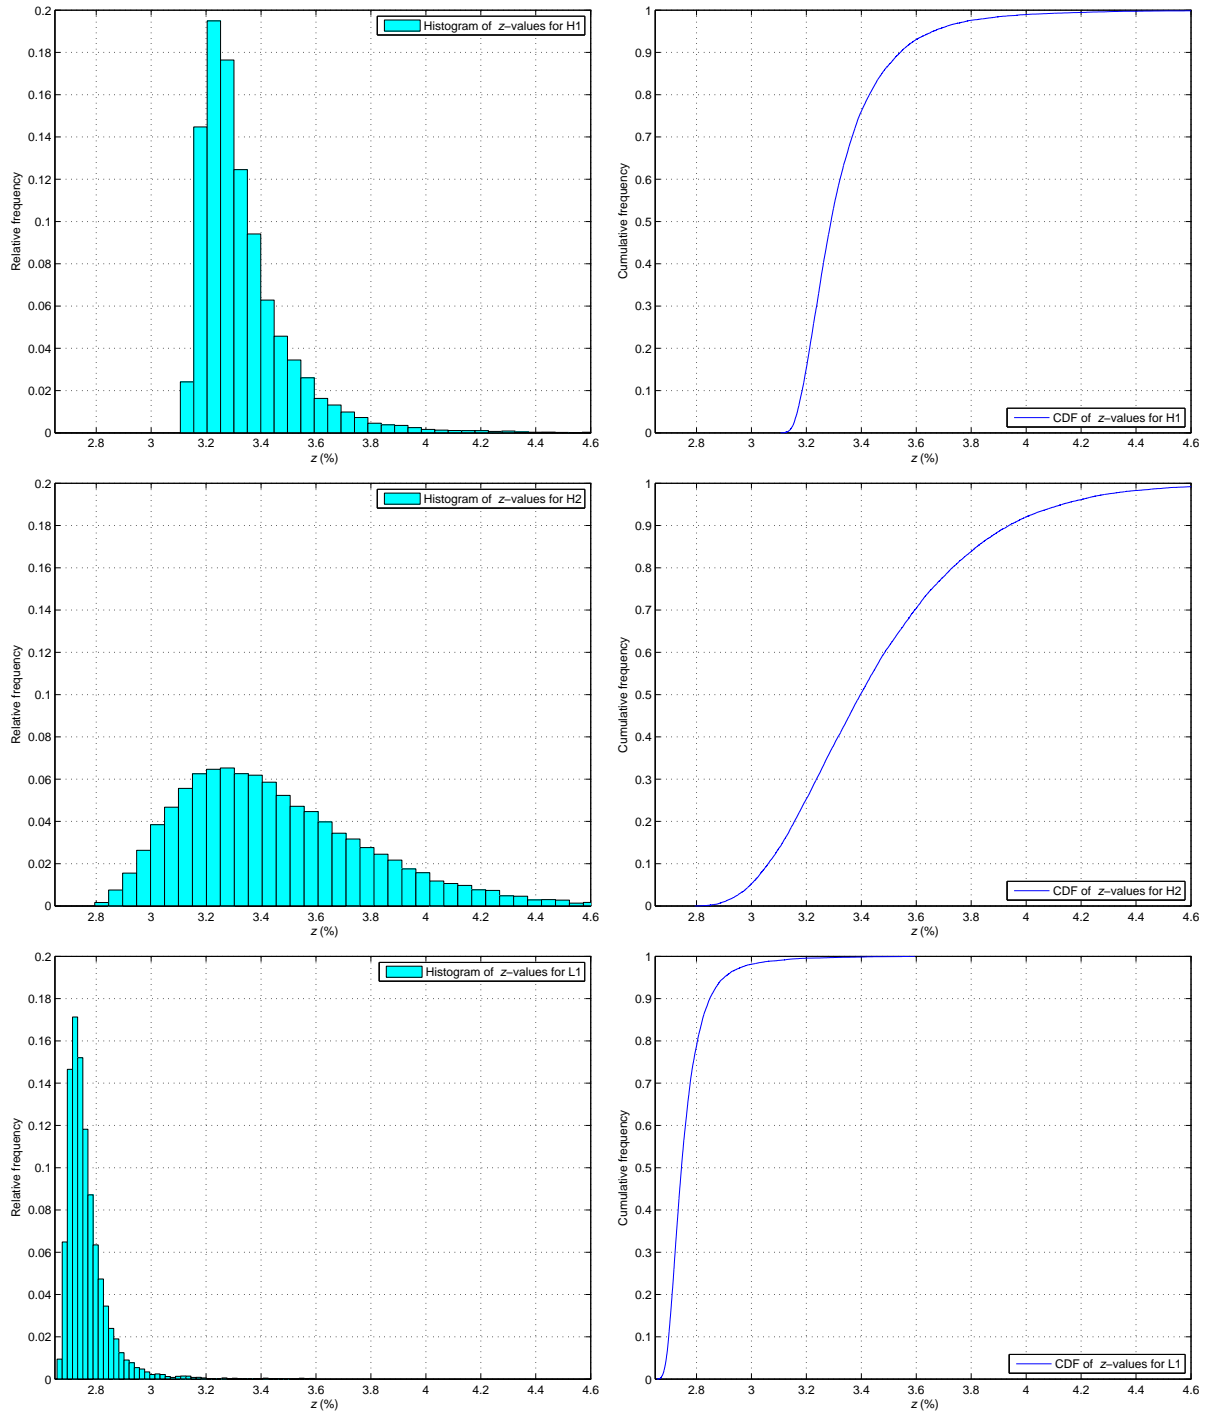 0.2
0.18
0.16
0.14
0.12
0.1
0.08
0.06
0.04
0.02
0
Relative frequency
Histogram of z−values for H1
2.8 3 3.2 3.4 3.6 3.8 4 4.2 4.4 4.6
z (%)
1
0.9
0.8
0.7
0.6
0.5
0.4
0.3
0.2
0.1
0
Cumulative frequency
CDF of z−values for H1
2.8 3 3.2 3.4 3.6 3.8 4 4.2 4.4 4.6
z (%)
0.2
0.18
0.16
0.14
0.12
0.1
0.08
0.06
0.04
0.02
0
Relative frequency
Histogram of z−values for H2
2.8 3 3.2 3.4 3.6 3.8 4 4.2 4.4 4.6
z (%)
1
0.9
0.8
0.7
0.6
0.5
0.4
0.3
0.2
0.1
0
Cumulative frequency
CDF of z−values for H2
2.8 3 3.2 3.4 3.6 3.8 4 4.2 4.4 4.6
z (%)
0.2
0.18
0.16
0.14
0.12
0.1
0.08
0.06
0.04
0.02
0
Relative frequency
Histogram of z−values for L1
2.8 3 3.2 3.4 3.6 3.8 4 4.2 4.4 4.6
z (%)
1
0.9
0.8
0.7
0.6
0.5
0.4
0.3
0.2
0.1
0
Cumulative frequency
CDF of z−values for L1
2.8 3 3.2 3.4 3.6 3.8 4 4.2 4.4 4.6
z (%)